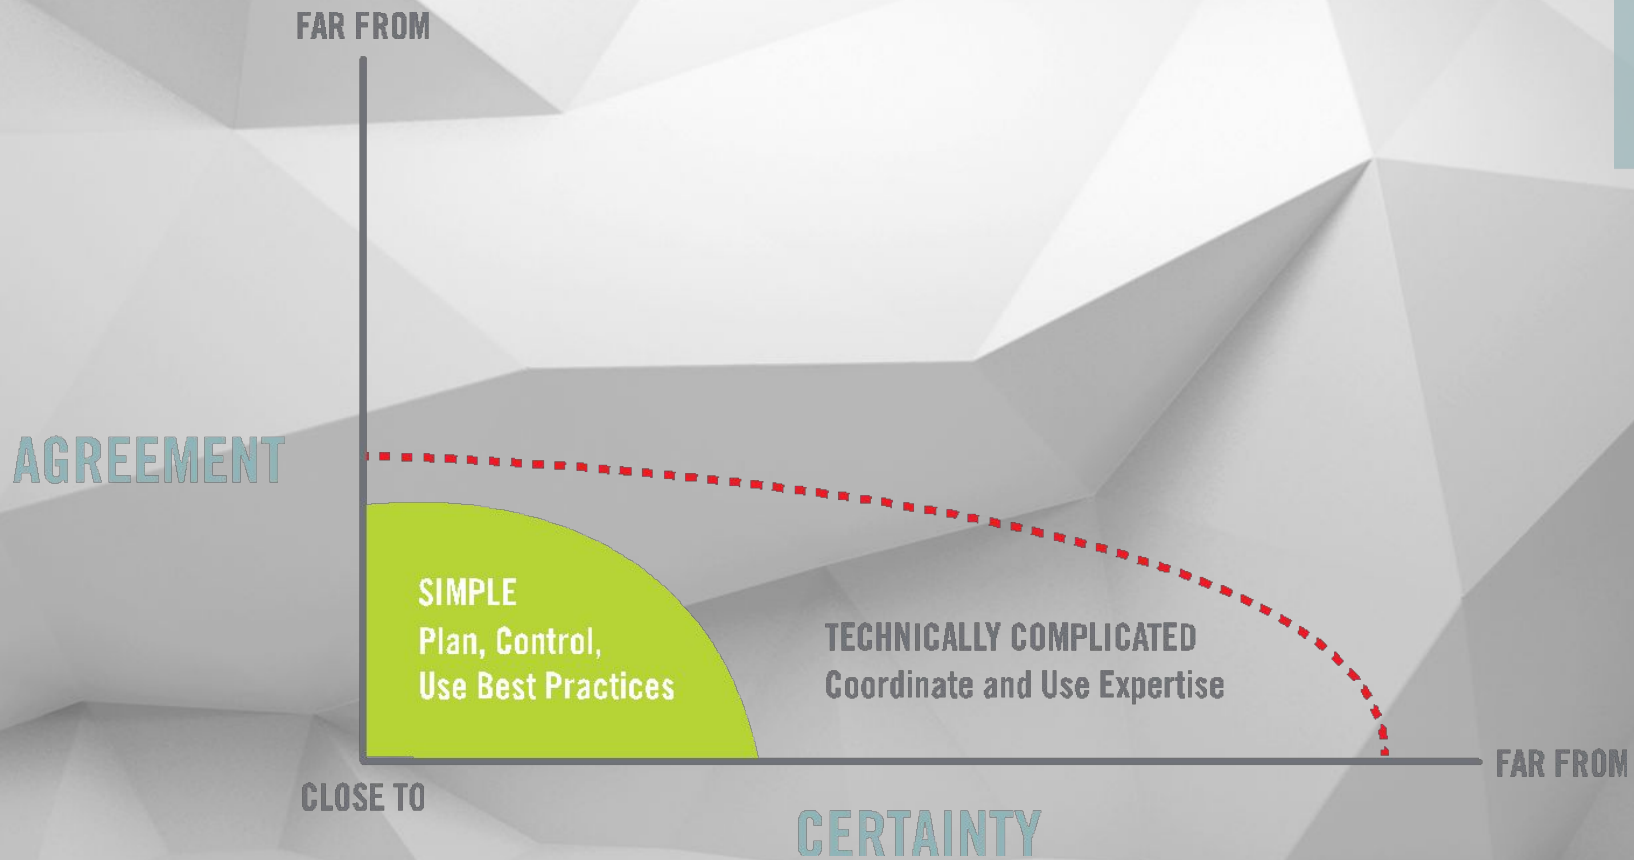 FAR FROM
AGREEMENT
SIMPLE
Plan, Control,
Use Best Practices
TECHNICALLY COMPLICATED
Coordinate and Use Expertise
FAR FROM
CLOSE TO
CERTAINTY